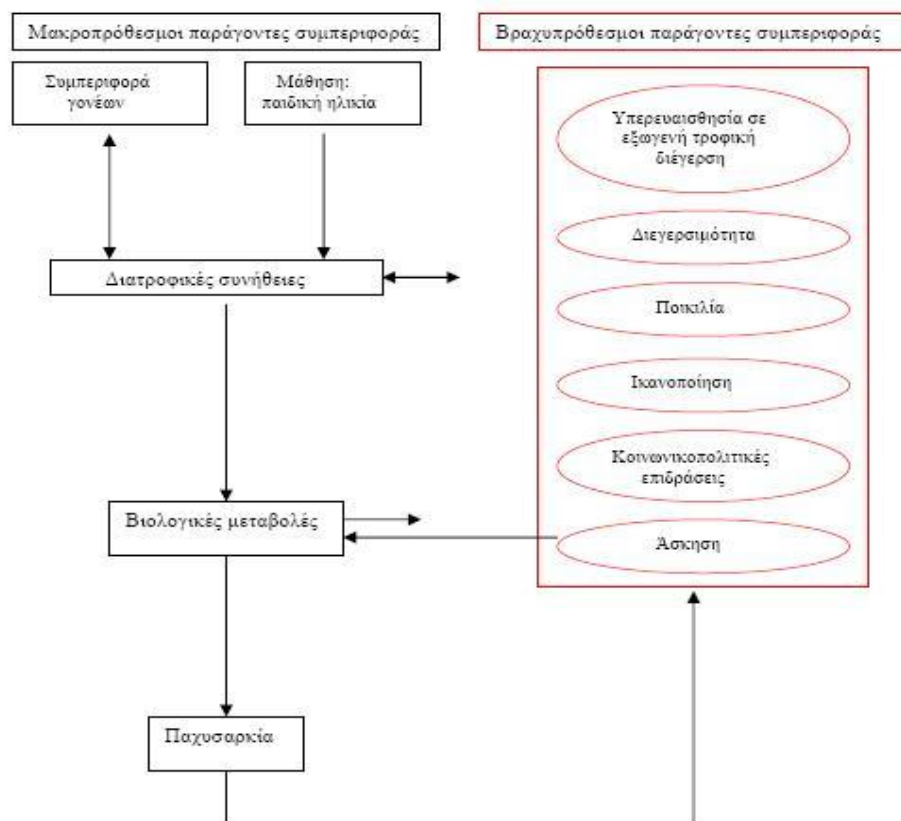 Μακροπρόθεσμοι παράγοντες συμπεριφοράς
Βραχυπρόθεσμοι παράγοντες συμπεριφοράς
Συμπεριφορά
γονέων
Μάθηση:
παιδική ηλικία
Διατροφικές συνήθειες
Βιολογικές μεταβολές
Παχυσαρκία
Υπερευαισθησία σε
εξωγενή τροφική
διέγερση
Διεγερσιμότητα
Ποικιλία
Ικανοποίηση
Κοινωνικοπολιτικές
επιδράσεις
Άσκηση